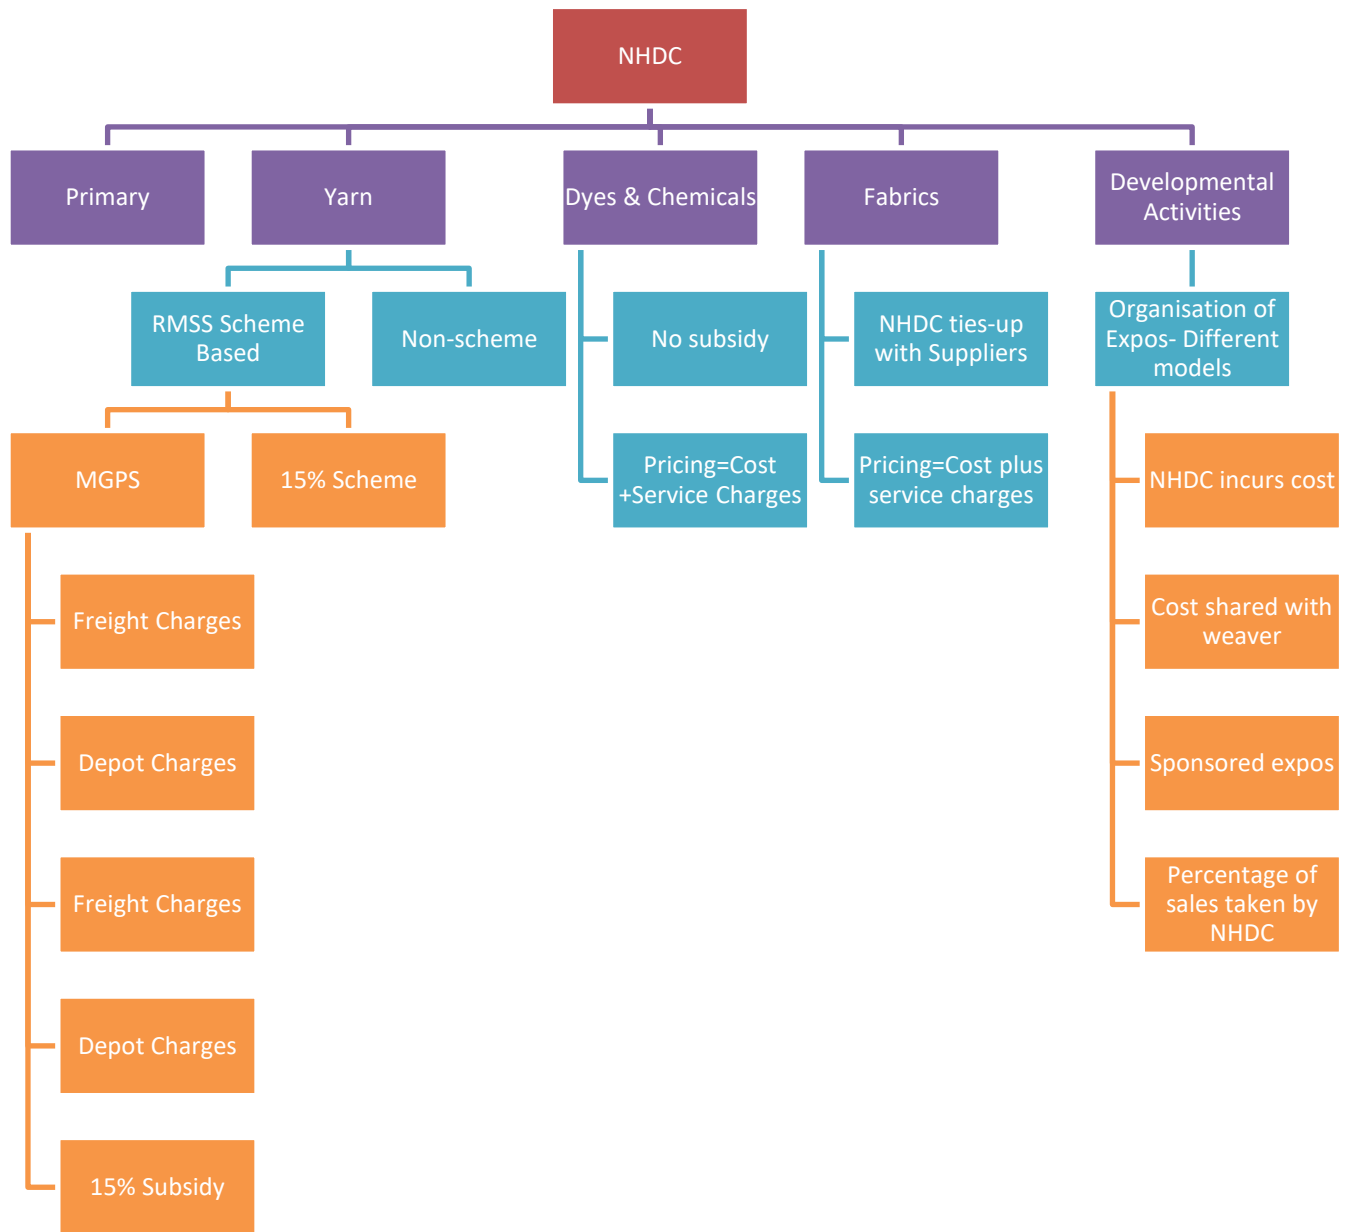 NHDC
Primary
Yarn
Dyes & Chemicals
Fabrics
Developmental
Activities
RMSS Scheme
Based
Non-scheme
No subsidy
NHDC ties-up
with Suppliers
Organisation of
Expos- Different
models
MGPS
15% Scheme
Pricing=Cost
+Service Charges
Pricing=Cost plus
service charges
NHDC incurs cost
Freight Charges
Cost shared with
weaver
Depot Charges
Sponsored expos
Freight Charges
Percentage of
sales taken by
NHDC
Depot Charges
15% Subsidy